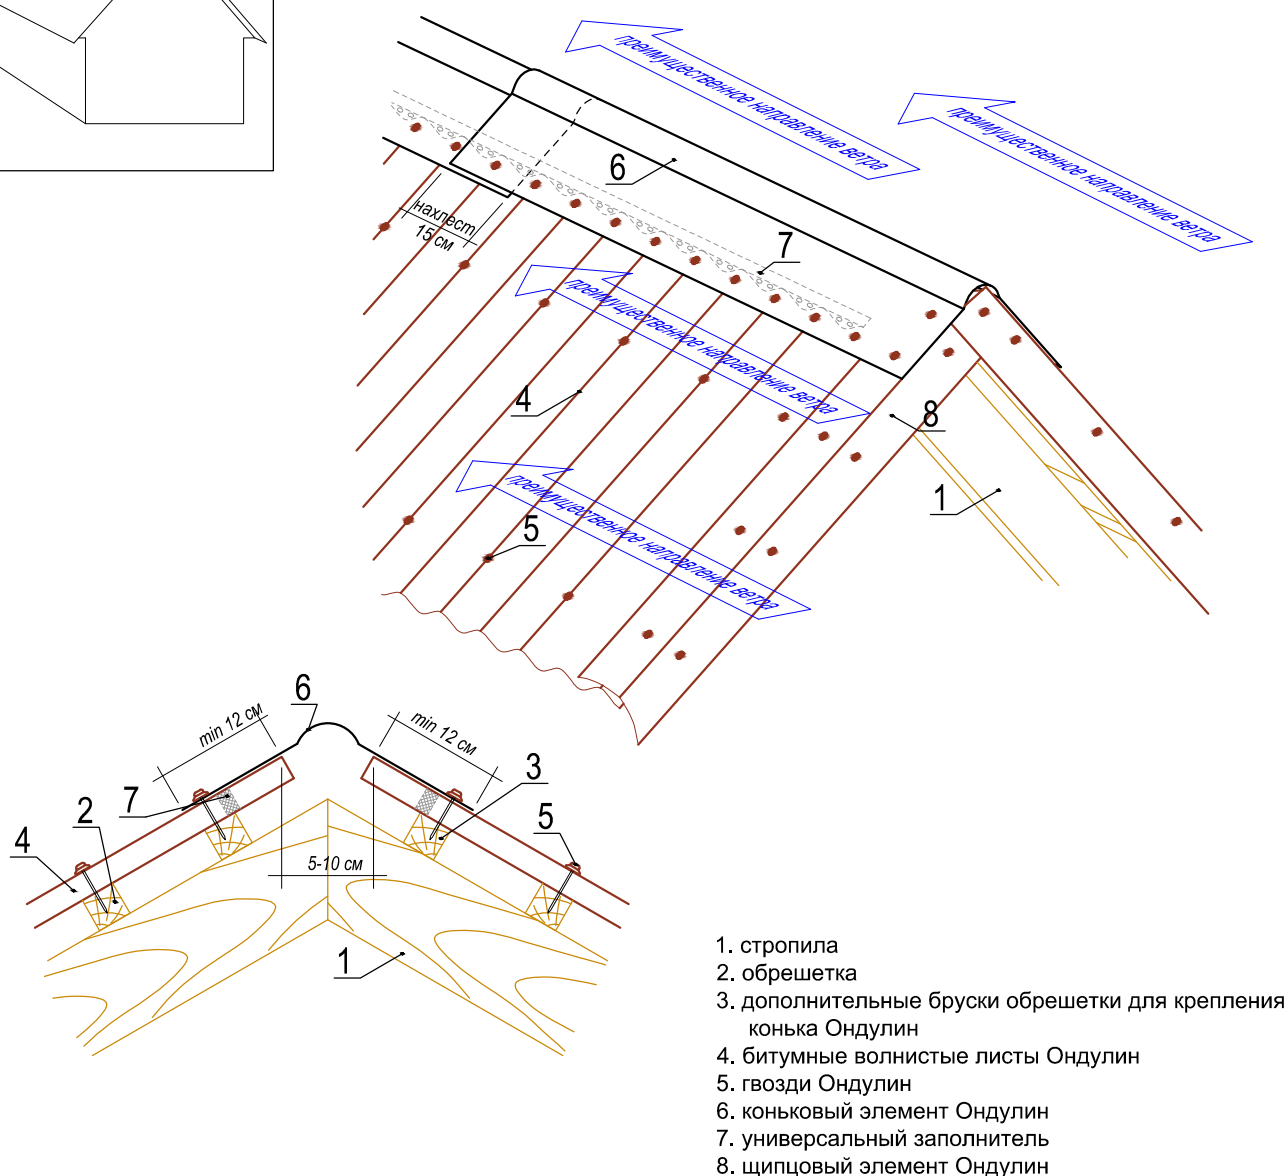 преимущественное направление ветра
преимущественное направление ветра
6
нахлест
15 см
7
преимущественное направление ветра
4
8
1
преимущественное направление ветра
5
6
min 12 см
min 12 см
3
7
2
5
4
5-10 см
1
1. стропила
2. обрешетка
3. дополнительные бруски обрешетки для крепления
конька Ондулин
4. битумные волнистые листы Ондулин
5. гвозди Ондулин
6. коньковый элемент Ондулин
7. универсальный заполнитель
8. щипцовый элемент Ондулин